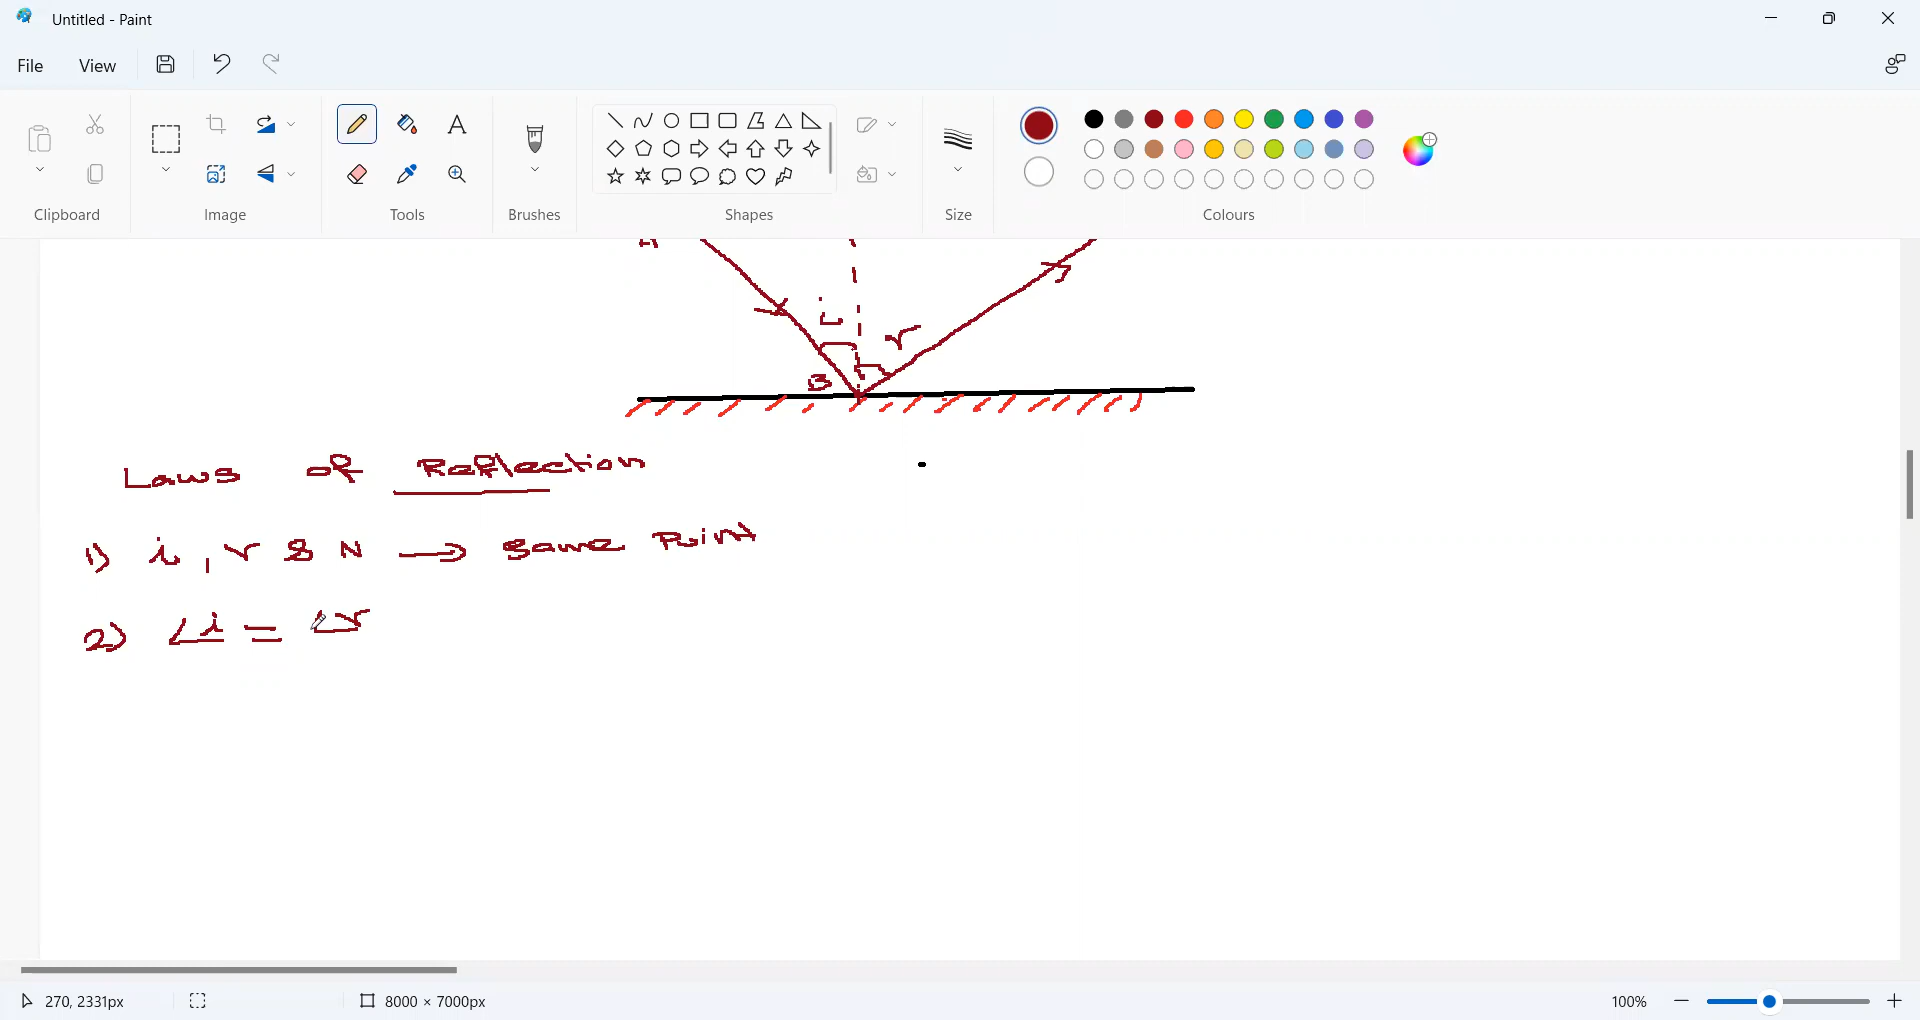 Untitled - Paint
File View
Clipboard Image Tools Brushes Shapes Size Colours
i
r
B
Laws of Reflection
1) i, r & N → Same Point
2) ∠i = ∠r
270, 2331px 8000 × 7000px 100%